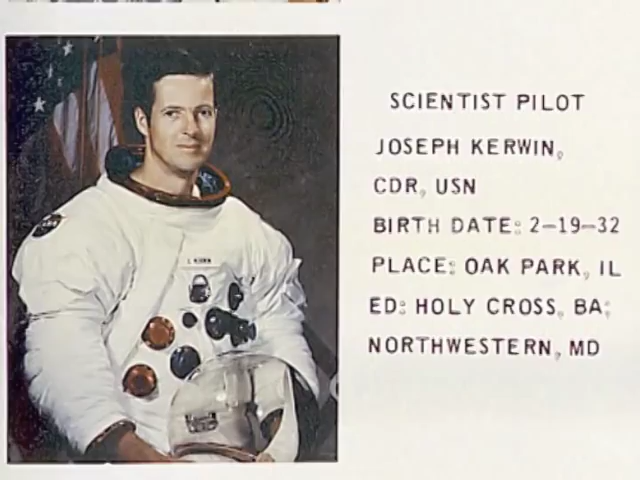 SCIENTIST PILOT
JOSEPH KERWIN,
CDR, USN
BIRTH DATE: 2-19-32
PLACE: OAK PARK, IL
ED: HOLY CROSS, BA;
NORTHWESTERN, MD